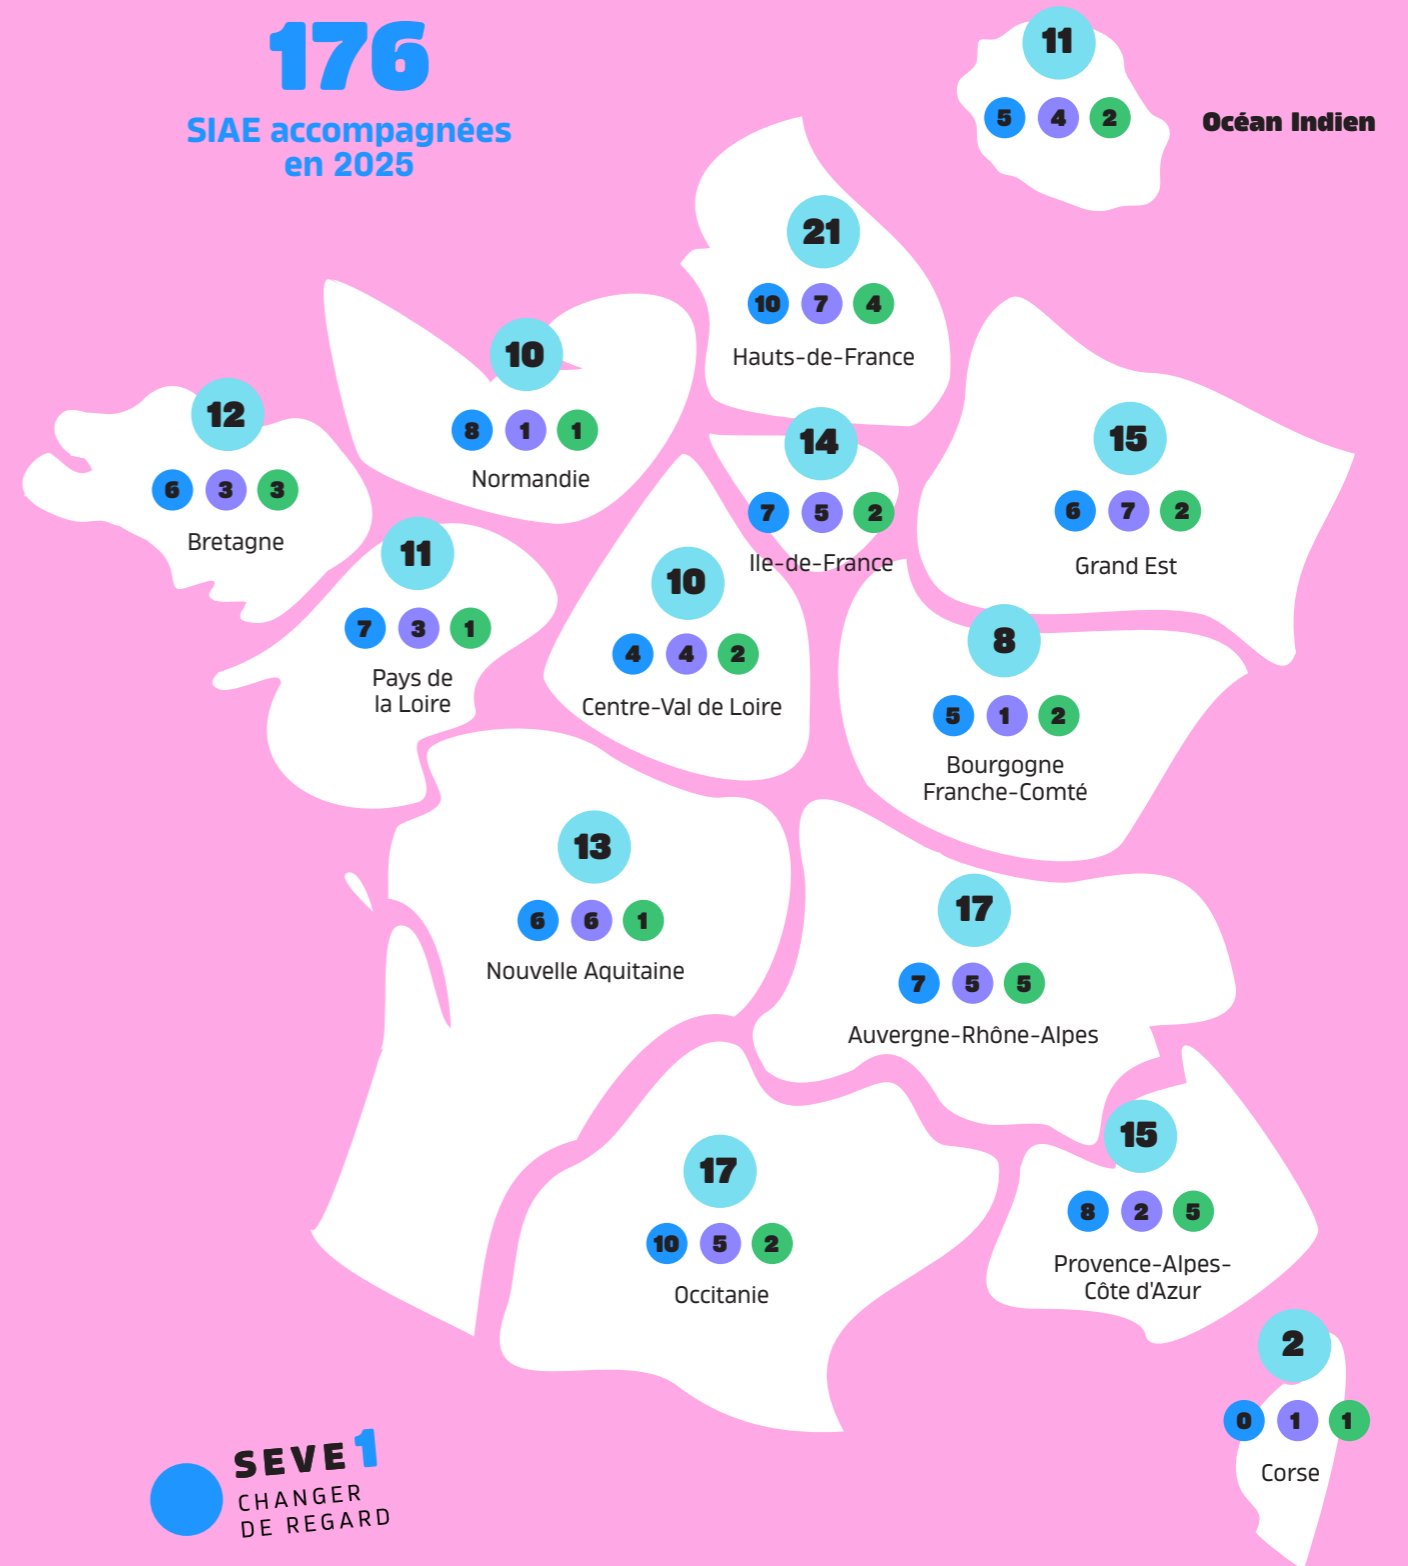 176
SIAE accompagnées
en 2025
11
5 4 2
Océan Indien
21
10 7 4
Hauts-de-France
10
8 1 1
Normandie
12
6 3 3
Bretagne
14
7 5 2
Ile-de-France
15
6 7 2
Grand Est
11
7 3 1
Pays de
la Loire
10
4 4 2
Centre-Val de Loire
8
5 1 2
Bourgogne
Franche-Comté
13
6 6 1
Nouvelle Aquitaine
17
7 5 5
Auvergne-Rhône-Alpes
17
10 5 2
Occitanie
15
8 2 5
Provence-Alpes-
Côte d'Azur
2
0 1 1
Corse
SEVE 1
CHANGER
DE REGARD